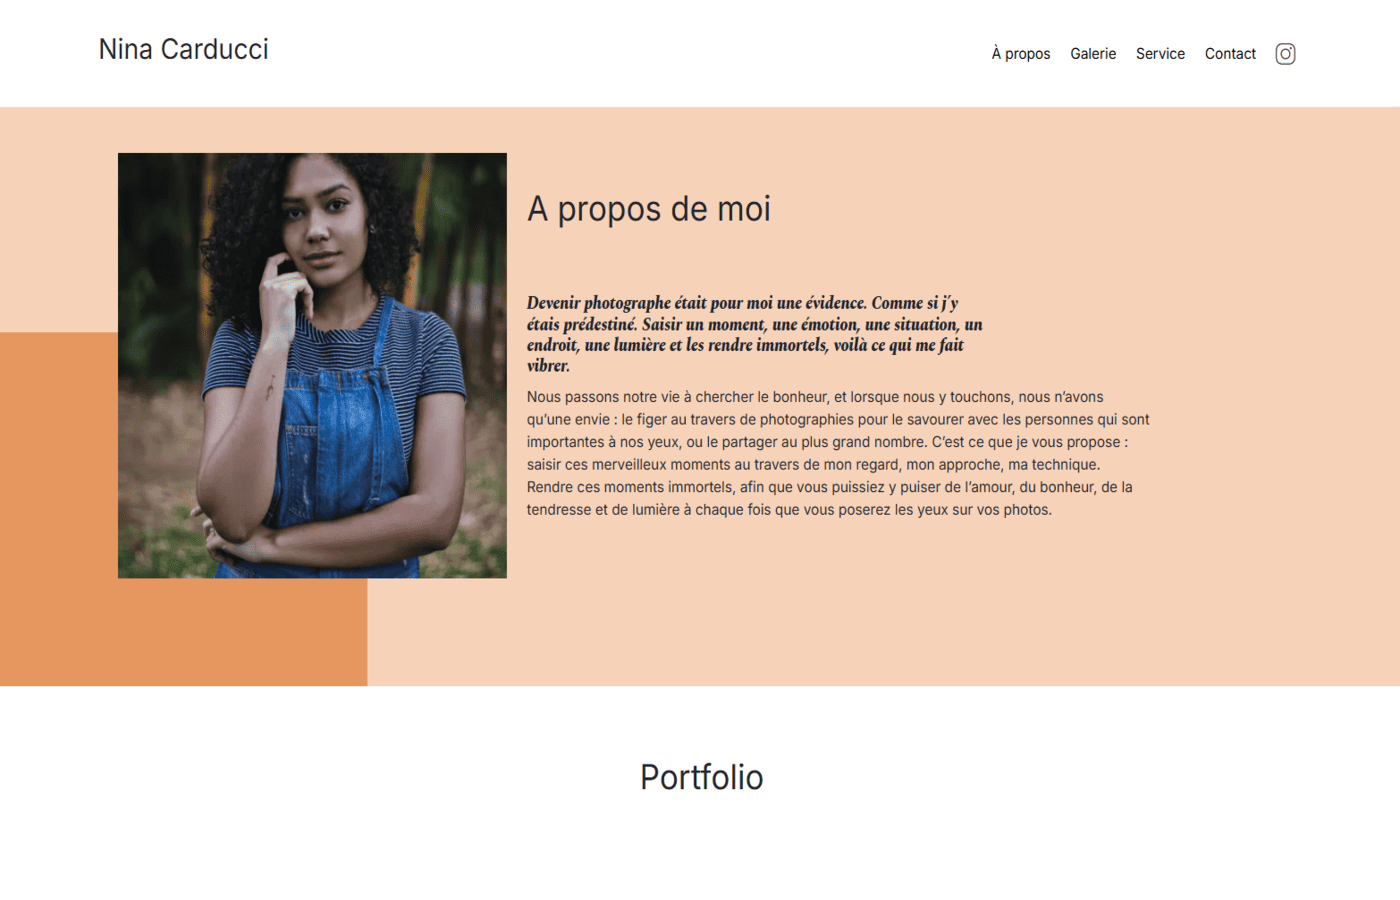 Nina Carducci
À propos Galerie Service Contact
A propos de moi
Devenir photographe était pour moi une évidence. Comme si j'y
étais prédestiné. Saisir un moment, une émotion, une situation, un
endroit, une lumière et les rendre immortels, voilà ce qui me fait
vibrer.
Nous passons notre vie à chercher le bonheur, et lorsque nous y touchons, nous n’avons
qu’une envie : le figer au travers de photographies pour le savourer avec les personnes qui sont
importantes à nos yeux, ou le partager au plus grand nombre. C’est ce que je vous propose :
saisir ces merveilleux moments au travers de mon regard, mon approche, ma technique.
Rendre ces moments immortels, afin que vous puissiez y puiser de l’amour, du bonheur, de la
tendresse et de lumière à chaque fois que vous poserez les yeux sur vos photos.
Portfolio